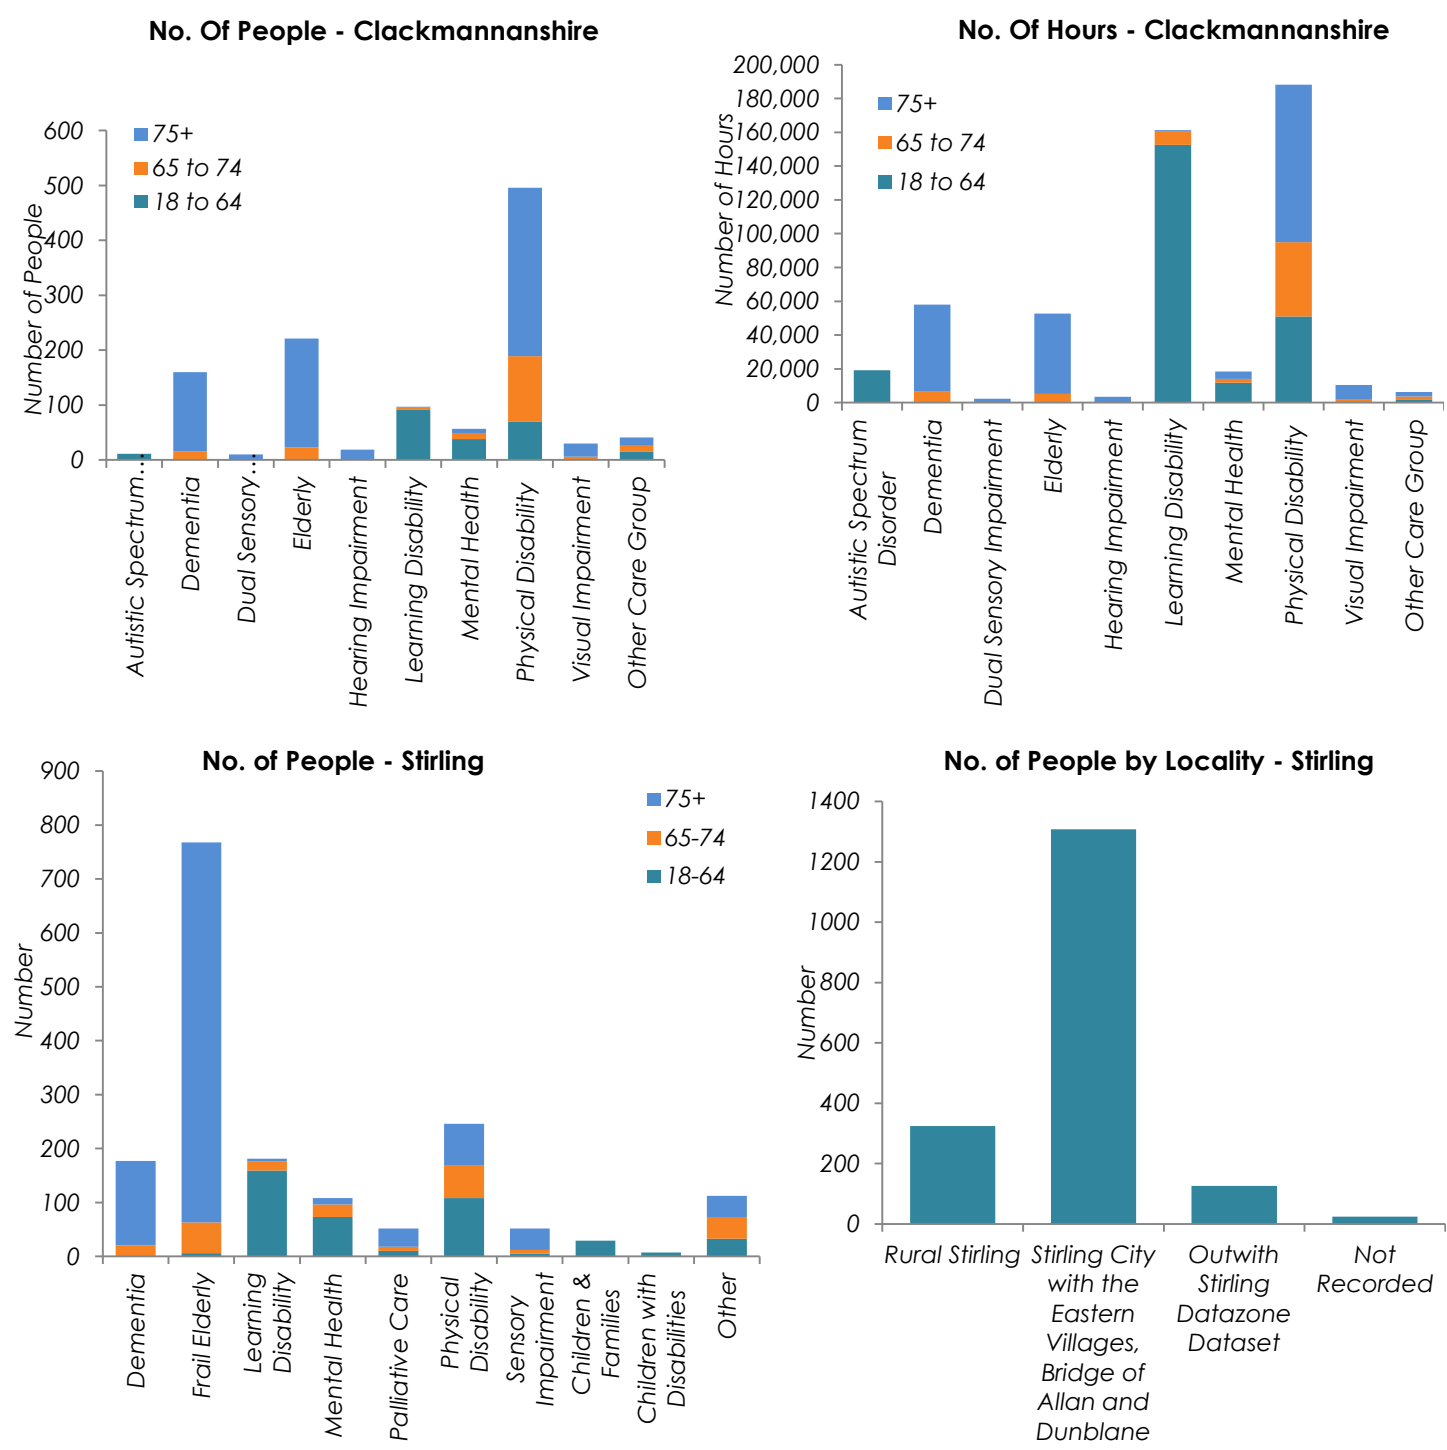 No. Of People - Clackmannanshire
600
500
400
300
200
100
0
Number of People
75+
65 to 74
18 to 64
Autistic Spectrum…
Dementia
Dual Sensory…
Elderly
Hearing Impairment
Learning Disability
Mental Health
Physical Disability
Visual Impairment
Other Care Group
No. Of Hours - Clackmannanshire
200,000
180,000
160,000
140,000
120,000
100,000
80,000
60,000
40,000
20,000
0
Number of Hours
75+
65 to 74
18 to 64
Autistic Spectrum
Disorder
Dementia
Dual Sensory Impairment
Elderly
Hearing Impairment
Learning Disability
Mental Health
Physical Disability
Visual Impairment
Other Care Group
No. of People - Stirling
900
800
700
600
500
400
300
200
100
0
Number
75+
65-74
18-64
Dementia
Frail Elderly
Learning
Disability
Mental Health
Palliative Care
Physical
Disability
Sensory
Impairment
Children &
Families
Children with
Disabilities
Other
No. of People by Locality - Stirling
1400
1200
1000
800
600
400
200
0
Number
Rural Stirling
Stirling City
with the
Eastern
Villages,
Bridge of
Allan and
Dunblane
Outwith
Stirling
Datazone
Dataset
Not
Recorded